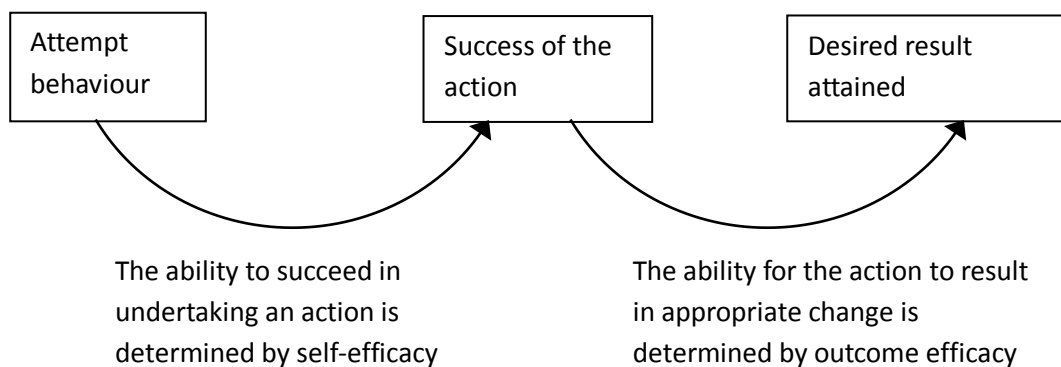 Attempt
behaviour
Success of the
action
Desired result
attained
The ability to succeed in
undertaking an action is
determined by self-efficacy
The ability for the action to result
in appropriate change is
determined by outcome efficacy